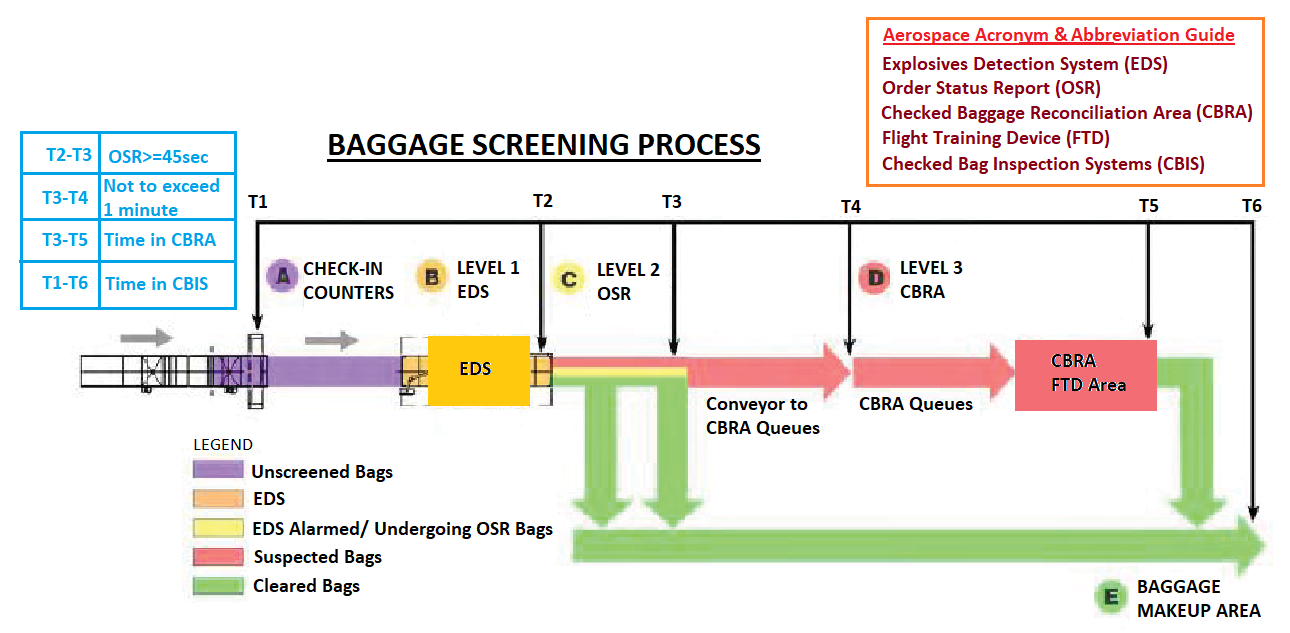 Aerospace Acronym & Abbreviation Guide
Explosives Detection System (EDS)
Order Status Report (OSR)
Checked Baggage Reconciliation Area (CBRA)
Flight Training Device (FTD)
Checked Bag Inspection Systems (CBIS)
BAGGAGE SCREENING PROCESS
T2-T3 OSR>=45sec
T3-T4 Not to exceed
1 minute
T3-T5 Time in CBRA
T1-T6 Time in CBIS
T1
T2
T3
T4
T5
T6
A CHECK-IN
COUNTERS
B LEVEL 1
EDS
C LEVEL 2
OSR
D LEVEL 3
CBRA
EDS
CBRA
FTD Area
Conveyor to
CBRA Queues
CBRA Queues
LEGEND
Unscreened Bags
EDS
EDS Alarmed/ Undergoing OSR Bags
Suspected Bags
Cleared Bags
E BAGGAGE
MAKEUP AREA